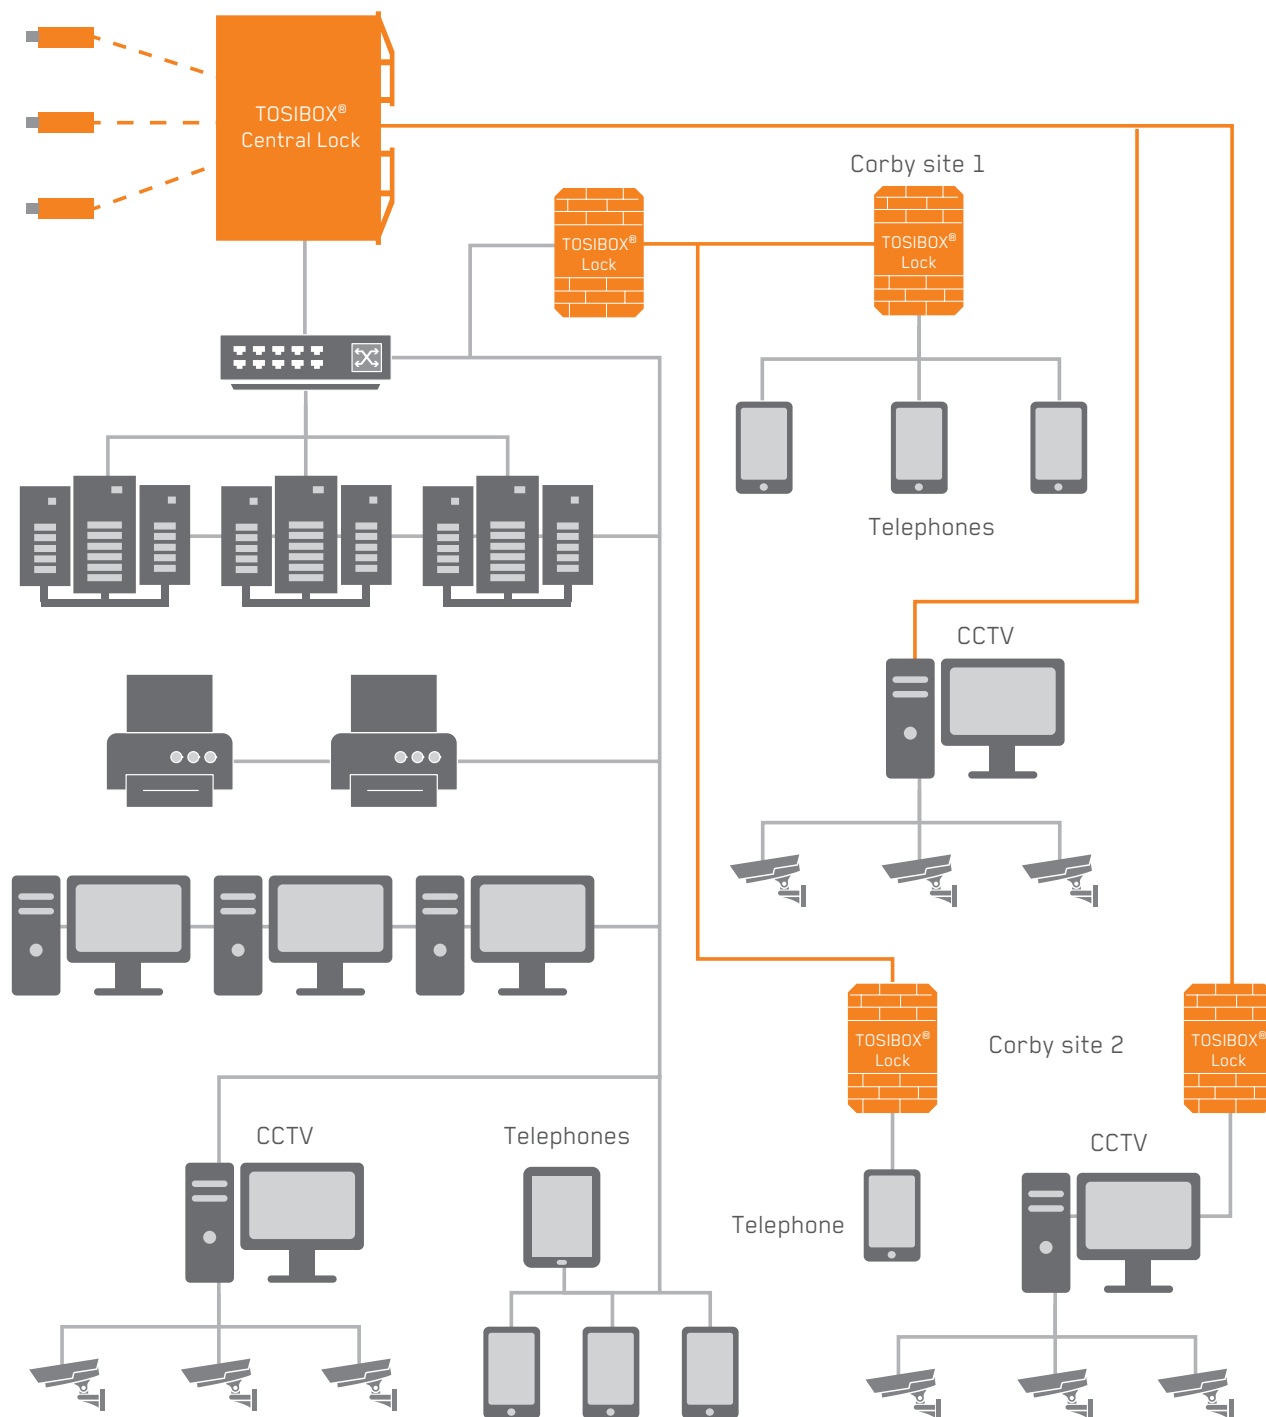 TOSIBOX®
Central Lock
Corby site 1
TOSIBOX®
Lock
TOSIBOX®
Lock
Telephones
CCTV
TOSIBOX®
Lock
Corby site 2
TOSIBOX®
Lock
CCTV
Telephones
CCTV
Telephone